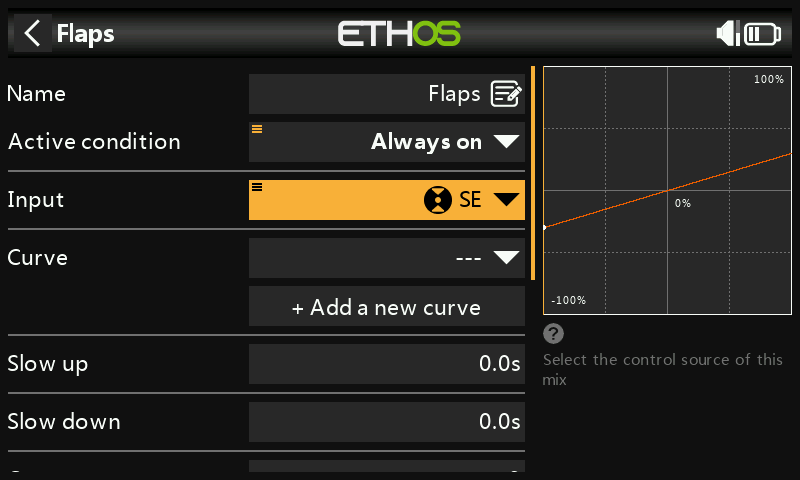 Flaps
ETHOS
Name
Flaps
Active condition
Always on
Input
SE
Curve
---
+ Add a new curve
Slow up
0.0s
Slow down
0.0s
100%
0%
-100%
?
Select the control source of this
mix